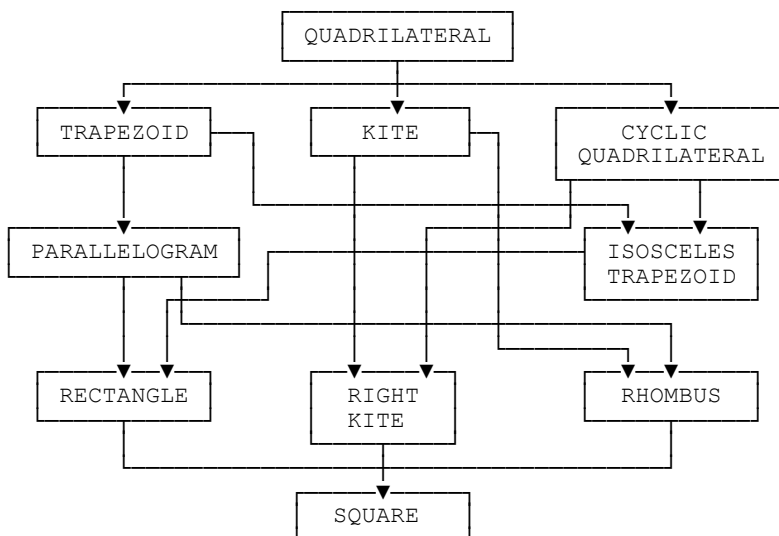 QUADRILATERAL
TRAPEZOID
KITE
CYCLIC
QUADRILATERAL
PARALLELOGRAM
ISOSCELES
TRAPEZOID
RECTANGLE
RIGHT
KITE
RHOMBUS
SQUARE